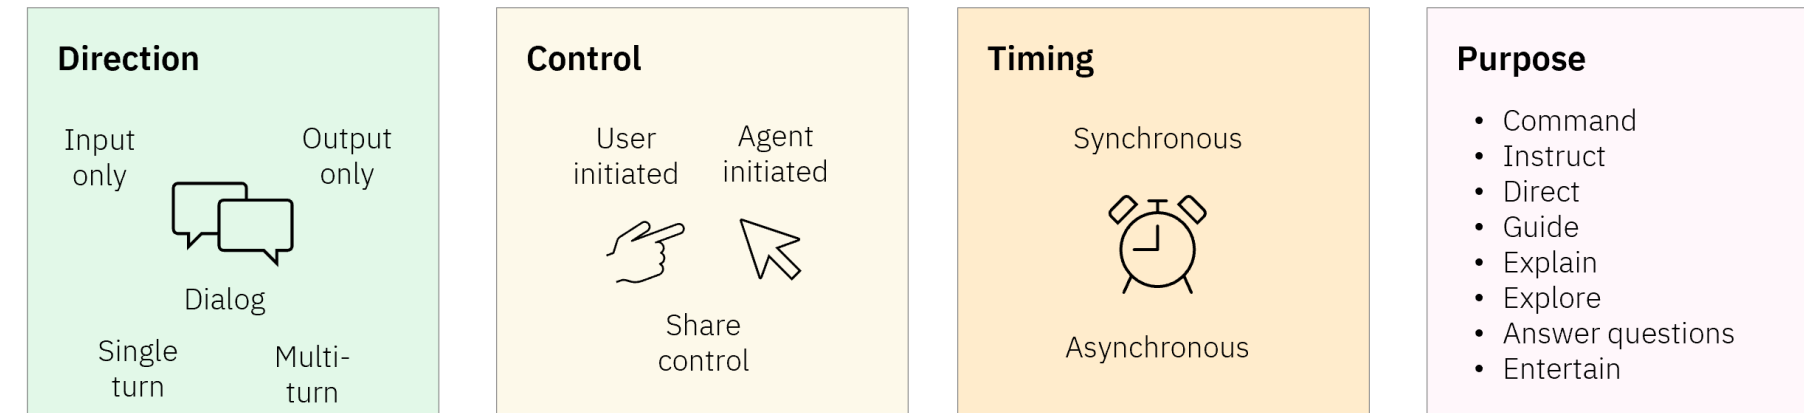 Direction
Input
only
Output
only
Dialog
Single
turn
Multi-
turn
Control
User
initiated
Agent
initiated
Share
control
Timing
Synchronous
Asynchronous
Purpose
• Command
• Instruct
• Direct
• Guide
• Explain
• Explore
• Answer questions
• Entertain